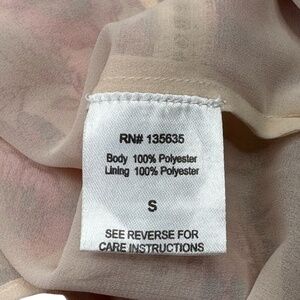 RN# 135635
Body 100% Polyester
Lining 100% Polyester
S
SEE REVERSE FOR
CARE INSTRUCTIONS